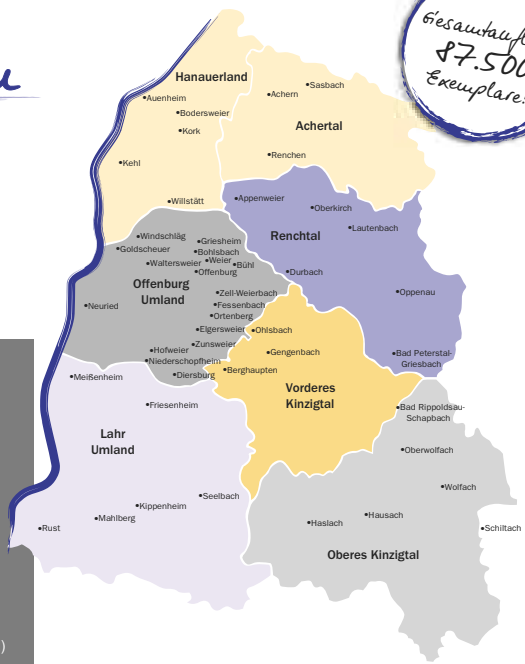 87.500
Exemplare
Hanauerland
•Sasbach
•Achern
•Auenheim
•Bodersweier
•Kork
Achertal
•Renchen
•Kehl
•Willstätt
•Appenweier
•Oberkirch
•Lautenbach
Renchtal
•Windschläg
•Griesheim
•Goldscheuer
•Bohlsbach
•Weier
•Waltersweier
•Bühl
•Offenburg
•Durbach
Offenburg
Umland
•Zell-Weierbach
•Oppenau
•Neuried
•Fessenbach
•Ortenberg
•Elgersweier
•Ohlsbach
•Zunsweier
•Hofweier
•Gengenbach
•Bad Peterstal-
Griesbach
•Niederschopfheim
•Berghaupten
•Diersburg
•Meißenheim
Vorderes
Kinzigtal
•Friesenheim
•Bad Rippoldsau-
Schapbach
Lahr
Umland
•Oberwolfach
•Wolfach
•Seelbach
•Kippenheim
•Mahlberg
•Hausach
•Haslach
•Rust
•Schiltach
Oberes Kinzigtal
)